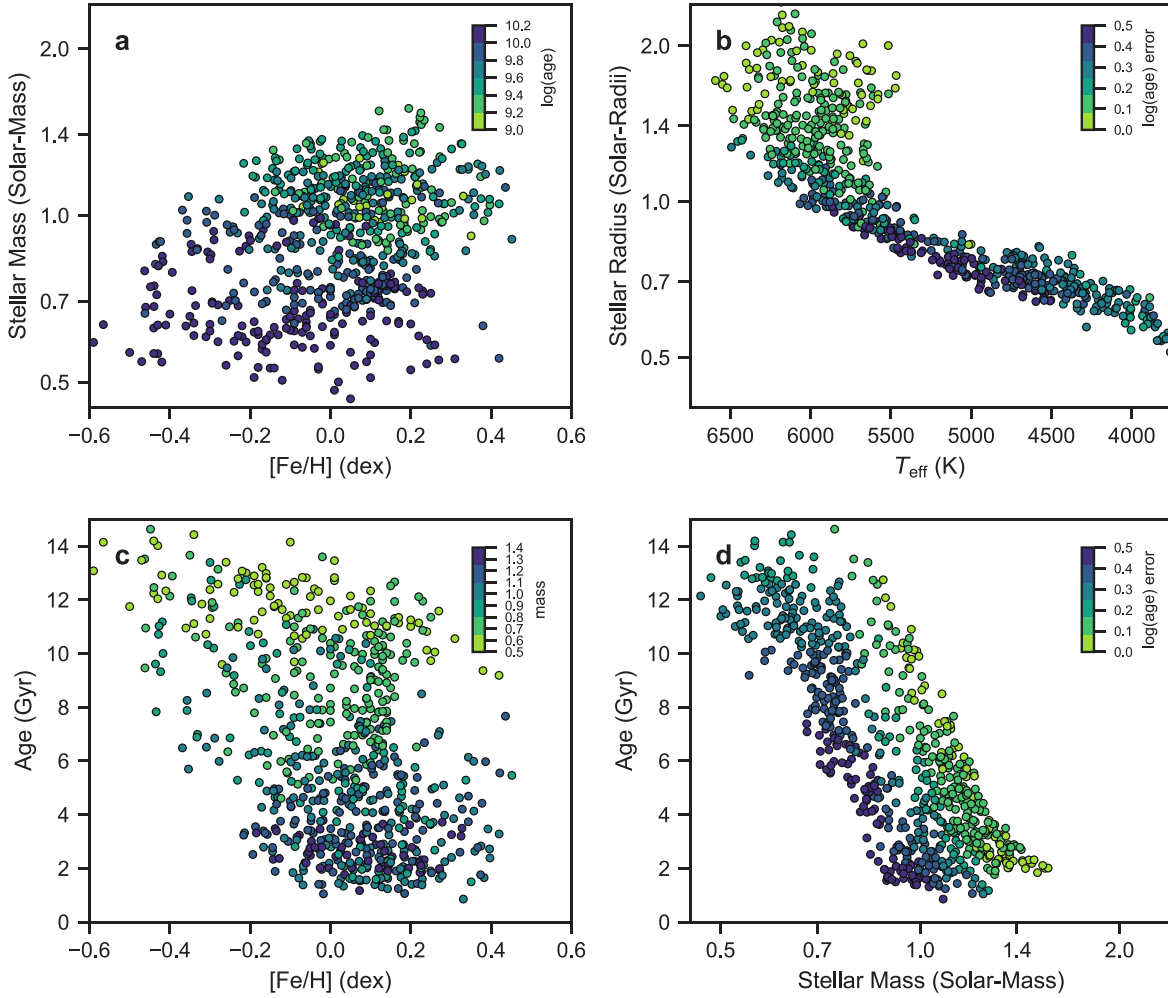 a
2.0
1.4
1.0
0.7
0.5
Stellar Mass (Solar-Mass)
−0.6 −0.4 −0.2 0.0 0.2 0.4 0.6
[Fe/H] (dex)
10.2
10.0
9.8
9.6
9.4
9.2
9.0
log(age)
b
2.0
1.4
1.0
0.7
0.5
Stellar Radius (Solar-Radii)
6500 6000 5500 5000 4500 4000
Teff (K)
0.5
0.4
0.3
0.2
0.1
0.0
log(age) error
c
14
12
10
8
6
4
2
0
Age (Gyr)
−0.6 −0.4 −0.2 0.0 0.2 0.4 0.6
[Fe/H] (dex)
1.4
1.3
1.2
1.1
1.0
0.9
0.8
0.7
0.6
0.5
mass
d
14
12
10
8
6
4
2
0
Age (Gyr)
0.5 0.7 1.0 1.4 2.0
Stellar Mass (Solar-Mass)
0.5
0.4
0.3
0.2
0.1
0.0
log(age) error